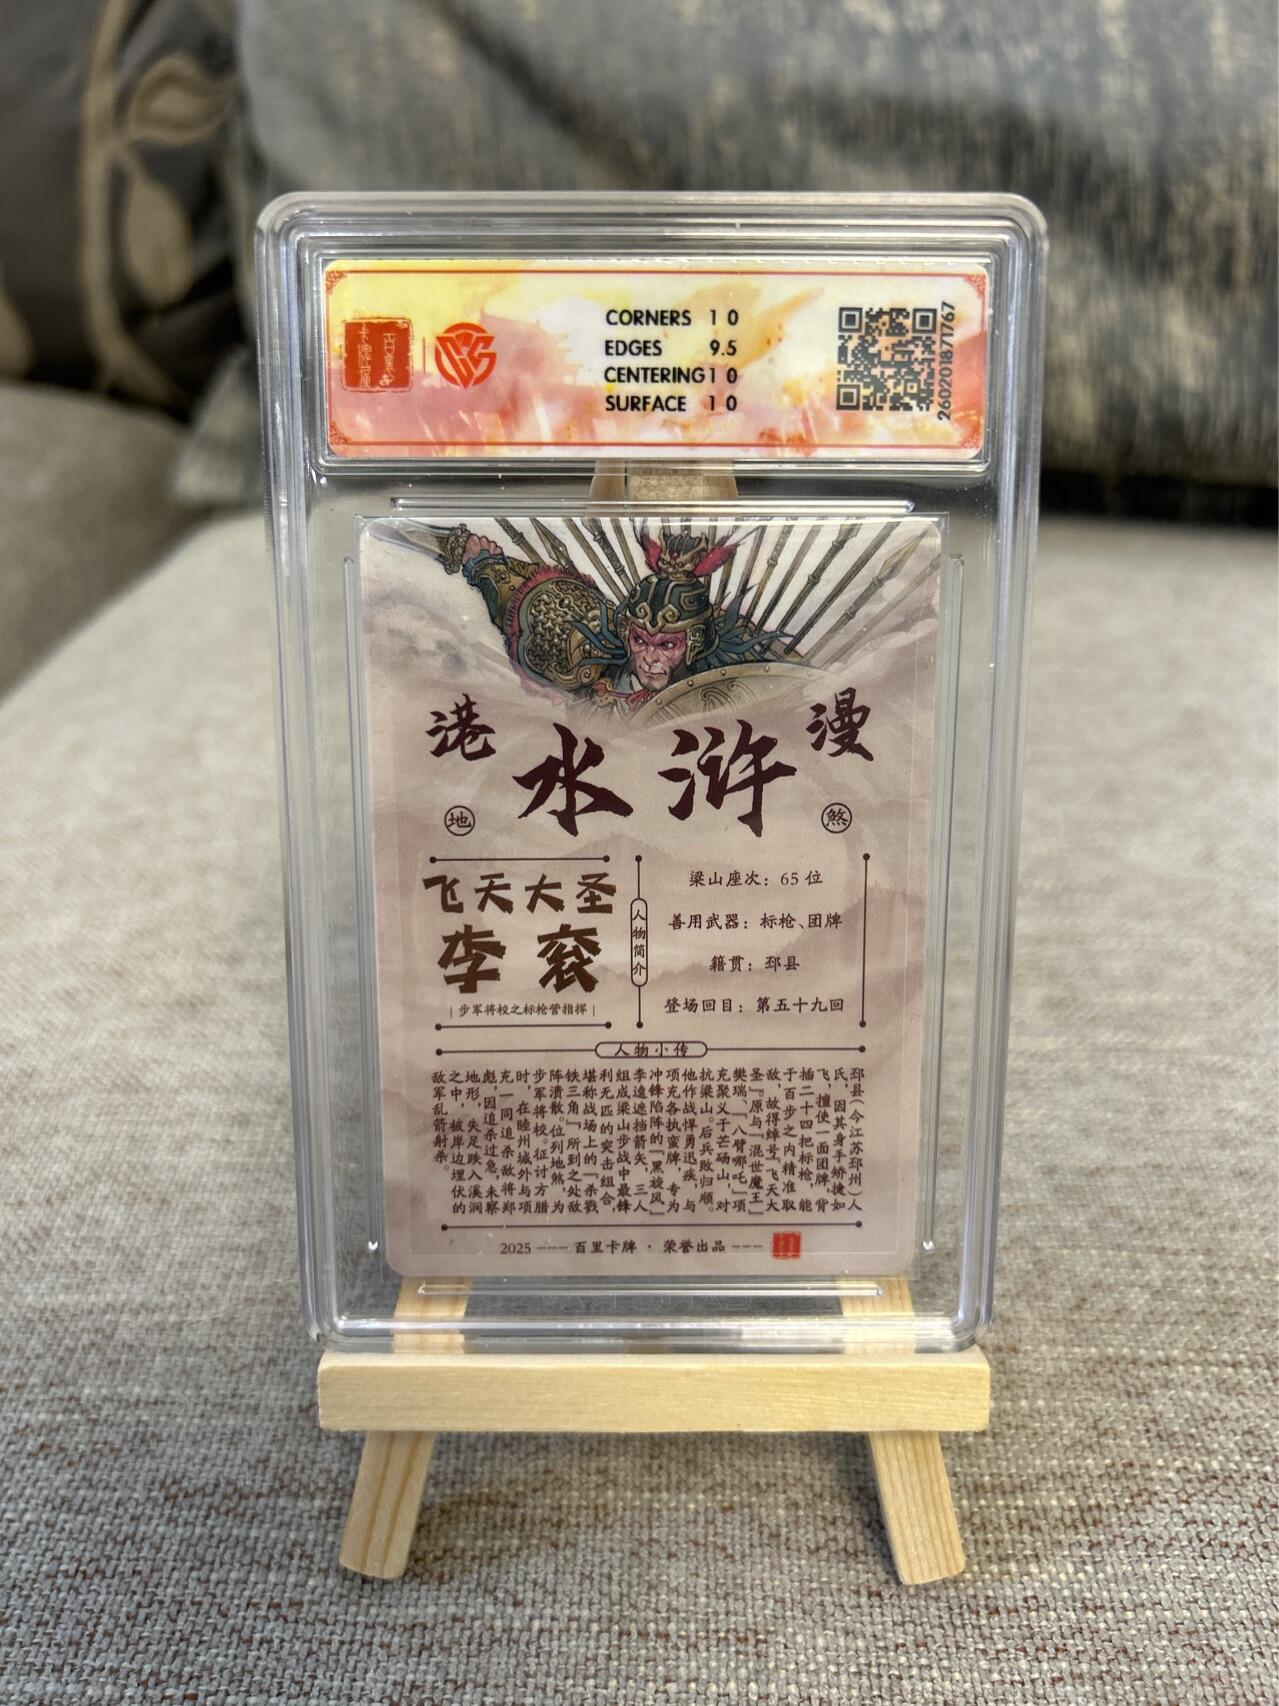 CORNERS 10
EDGES 9.5
CENTERING 10
SURFACE 10
260201871767
港水浒漫
地
煞
飞天大圣
李衮
步军将校之标枪营指挥
人物简介
梁山座次：65位
善用武器：标枪、团牌
籍贯：邳县
登场回目：第五十九回
人物小传
邳县（今江苏邳州）人
氏，因其身手矫捷如
飞，擅使一面团牌，背
插二十四把标枪，能
于百步之内精准取
敌，故得绰号“飞天大
圣”。原与“混世魔王”
樊瑞、“八臂哪吒”项
充聚义于芒砀山，对
抗梁山。后兵败归顺。
他作战悍勇迅疾，与
项充各执蛮牌，专为
冲锋陷阵的“黑旋风”
李逵遮挡箭矢，三人
组成梁山步战中最锋
利无匹的突击组合，
堪称战场上的“杀戮
铁三角”，所到之处敌
阵溃散。位列地煞，为
步军将校。征讨方腊
时，在睦州城外与项
充一同追杀敌将郑
彪，因追杀过急，未察
地形，失足跌入溪涧
之中，被岸边埋伏的
敌军乱箭射杀。
2025 --- 百里卡牌 · 荣誉出品 ---